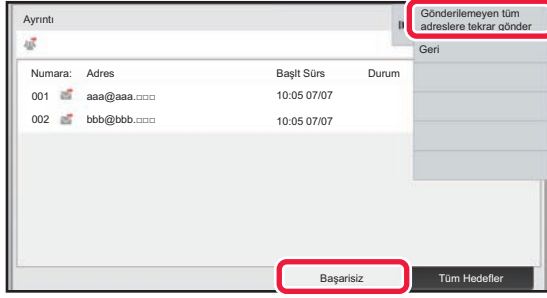 Ayrıntı
Gönderilemeyen tüm
adreslere tekrar gönder
Geri
Numara: Adres Başlt Sürs Durum
001 aaa@aaa.□□□ 10:05 07/07
002 bbb@bbb.□□□ 10:05 07/07
Başarisiz
Tüm Hedefler